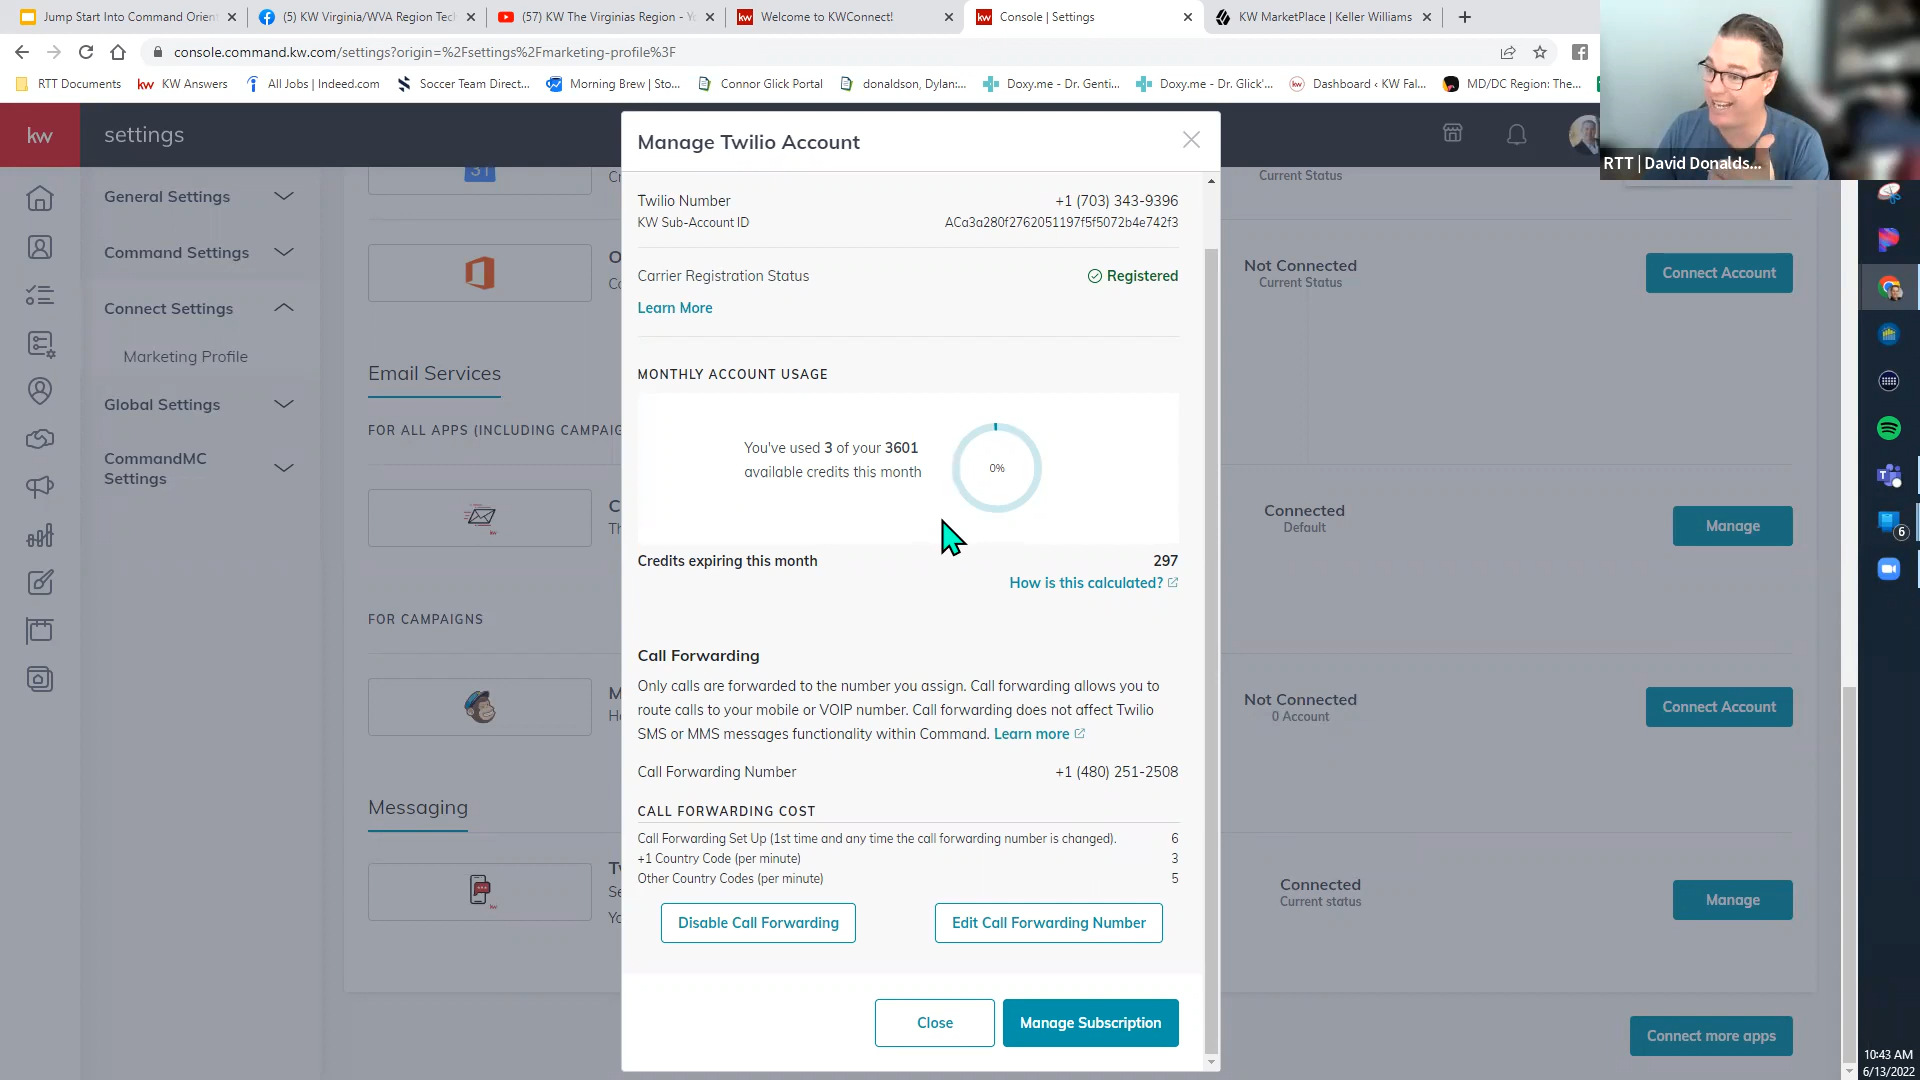 Jump Start Into Command Orien
(5) KW Virginia/WVA Region Tec
(57) KW The Virginias Region - Y
kw
Welcome to KWConnect!
kw
Console | Settings
KW MarketPlace | Keller Williams
console.command.kw.com/settings?origin=%2Fsettings%2Fmarketing-profile%3F
RTT Documents
kw
KW Answers
All Jobs | Indeed.com
Soccer Team Direct...
Morning Brew | Sto...
Connor Glick Portal
donaldson, Dylan:...
Doxy.me - Dr. Genti...
Doxy.me - Dr. Glick'...
Dashboard ‹ KW Fal...
MD/DC Region: The...
RTT | David Donalds...
kw
settings
General Settings
Command Settings
Connect Settings
Marketing Profile
Global Settings
CommandMC
Settings
31
Email Services
FOR ALL APPS (INCLUDING CAMPAIG
FOR CAMPAIGNS
Messaging
Manage Twilio Account
Twilio Number
+1 (703) 343-9396
KW Sub-Account ID
ACa3a280f2762051197f5f5072b4e742f3
Carrier Registration Status
Registered
Learn More
MONTHLY ACCOUNT USAGE
You've used 3 of your 3601
available credits this month
0%
Credits expiring this month
297
How is this calculated?
Call Forwarding
Only calls are forwarded to the number you assign. Call forwarding allows you to
route calls to your mobile or VOIP number. Call forwarding does not affect Twilio
SMS or MMS messages functionality within Command. Learn more
Call Forwarding Number
+1 (480) 251-2508
CALL FORWARDING COST
Call Forwarding Set Up (1st time and any time the call forwarding number is changed).
6
+1 Country Code (per minute)
3
Other Country Codes (per minute)
5
Disable Call Forwarding
Edit Call Forwarding Number
Close
Manage Subscription
Current Status
Not Connected
Current Status
Connect Account
Connected
Default
Manage
Not Connected
0 Account
Connect Account
Connected
Current status
Manage
Connect more apps
6
10:43 AM
6/13/2022